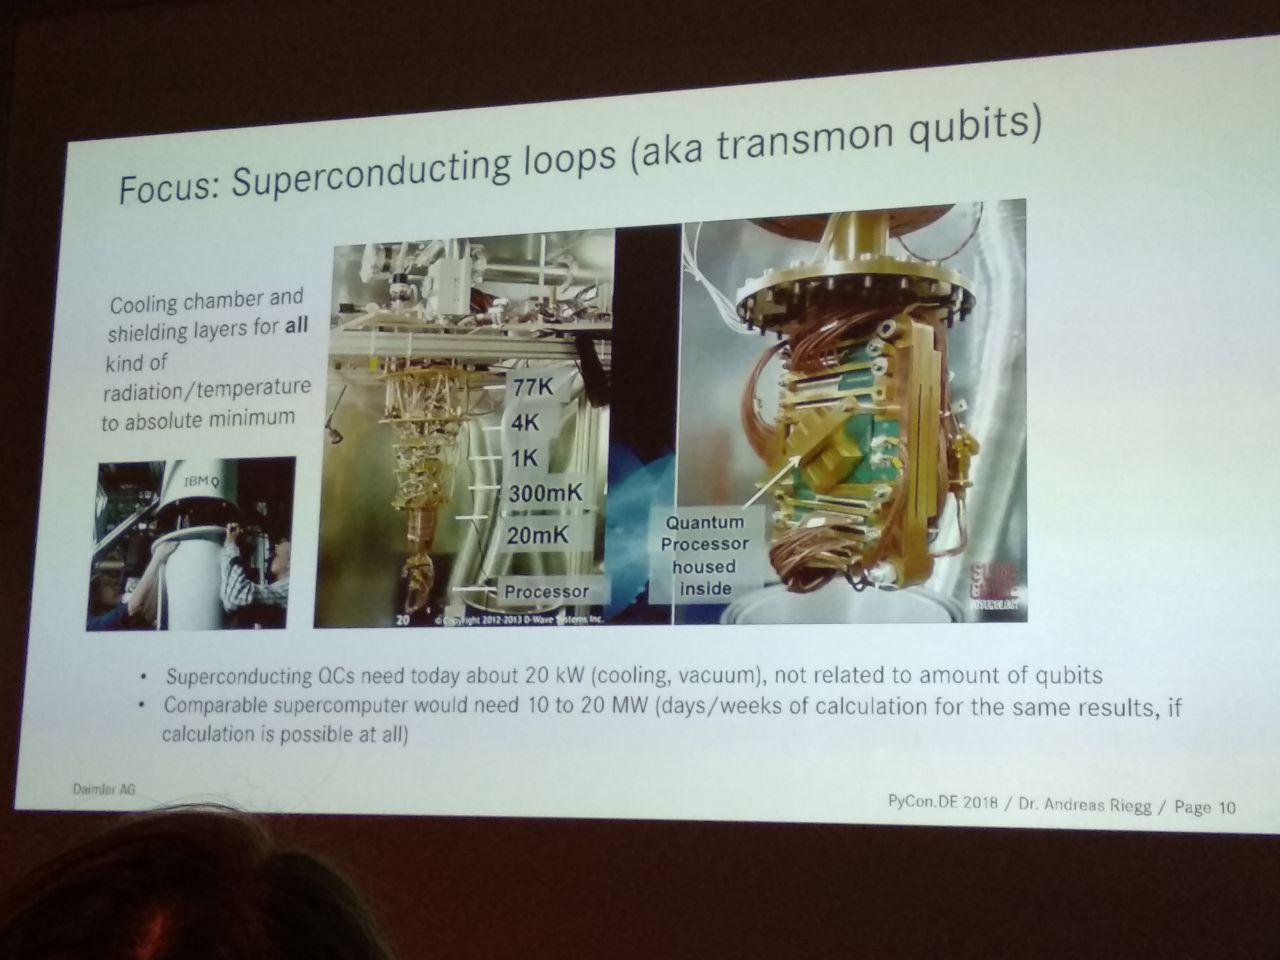 Focus: Superconducting loops (aka transmon qubits)
Cooling chamber and
shielding layers for all
kind of
radiation/temperature
to absolute minimum
IBM Q
77K
4K
1K
300mK
20mK
Processor
20
© Copyright 2012-2013 D-Wave Systems Inc.
Quantum
Processor
housed
inside
FUTUROLOGY
• Superconducting QCs need today about 20 kW (cooling, vacuum), not related to amount of qubits
• Comparable supercomputer would need 10 to 20 MW (days/weeks of calculation for the same results, if
calculation is possible at all)
Daimler AG
PyCon.DE 2018 / Dr. Andreas Riegg / Page 10